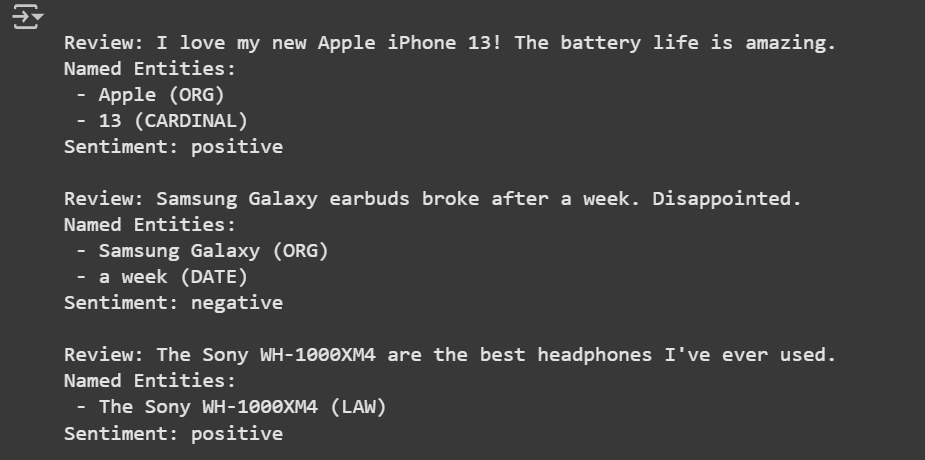 Review: I love my new Apple iPhone 13! The battery life is amazing.
Named Entities:
- Apple (ORG)
- 13 (CARDINAL)
Sentiment: positive
Review: Samsung Galaxy earbuds broke after a week. Disappointed.
Named Entities:
- Samsung Galaxy (ORG)
- a week (DATE)
Sentiment: negative
Review: The Sony WH-1000XM4 are the best headphones I've ever used.
Named Entities:
- The Sony WH-1000XM4 (LAW)
Sentiment: positive